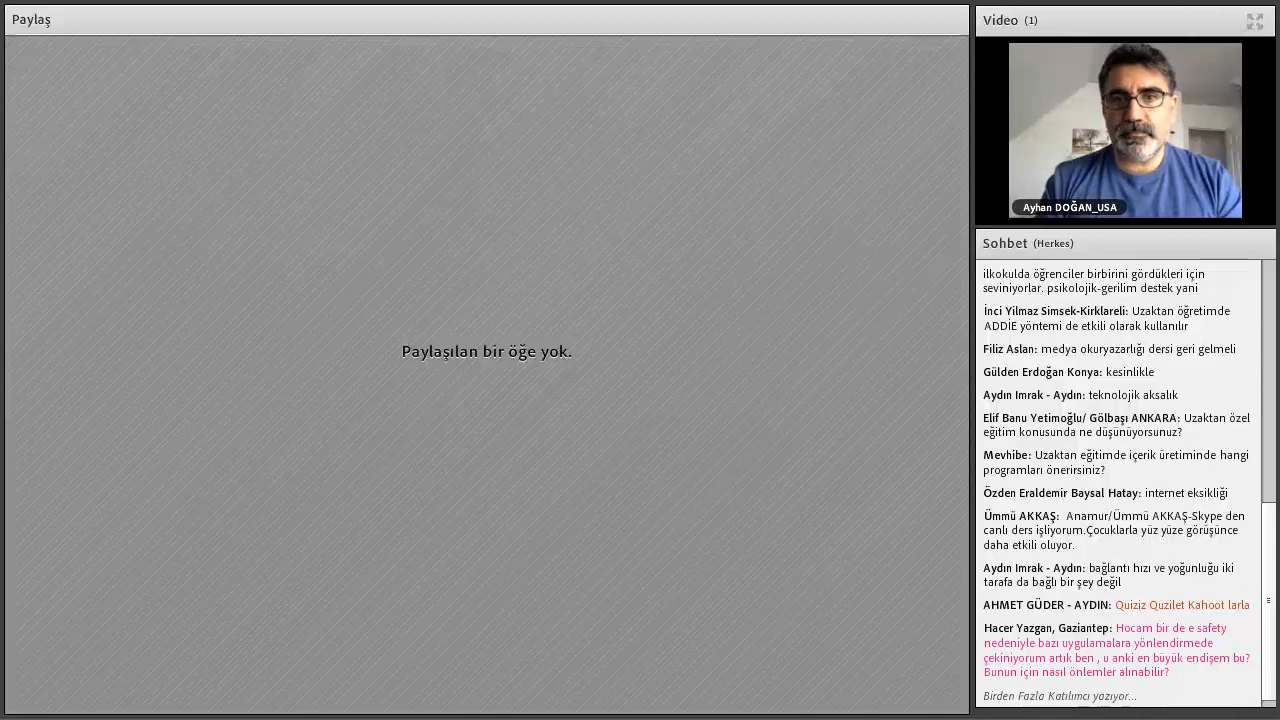 Paylaş
Paylaşılan bir öğe yok.
Video (1)
Ayhan DOĞAN_USA
Sohbet (Herkes)
ilkokulda öğrenciler birbirini gördükleri için
seviniyorlar. psikolojik-gerilim destek yani
İnci Yilmaz Simsek-Kirklareli: Uzaktan öğretimde
ADDİE yöntemi de etkili olarak kullanılır
Filiz Aslan: medya okuryazarlığı dersi geri gelmeli
Gülden Erdoğan Konya: kesinlikle
Aydın Imrak - Aydın: teknolojik aksalık
Elif Banu Yetimoğlu/ Gölbaşı ANKARA: Uzaktan özel
eğitim konusunda ne düşünüyorsunuz?
Mevhibe: Uzaktan eğitimde içerik üretiminde hangi
programları önerirsiniz?
Özden Eraldemir Baysal Hatay: internet eksikliği
Ümmü AKKAŞ: Anamur/Ümmü AKKAŞ-Skype den
canlı ders işliyorum.Çocuklarla yüz yüze görüşünce
daha etkili oluyor.
Aydın Imrak - Aydın: bağlantı hızı ve yoğunluğu iki
tarafa da bağlı bir şey değil
AHMET GÜDER - AYDIN: Quiziz Quzilet Kahoot larla
Hacer Yazgan, Gaziantep: Hocam bir de e safety
nedeniyle bazı uygulamalara yönlendirmede
çekiniyorum artık ben , u anki en büyük endişem bu?
Bunun için nasıl önlemler alınabilir?
Birden Fazla Katılımcı yazıyor...